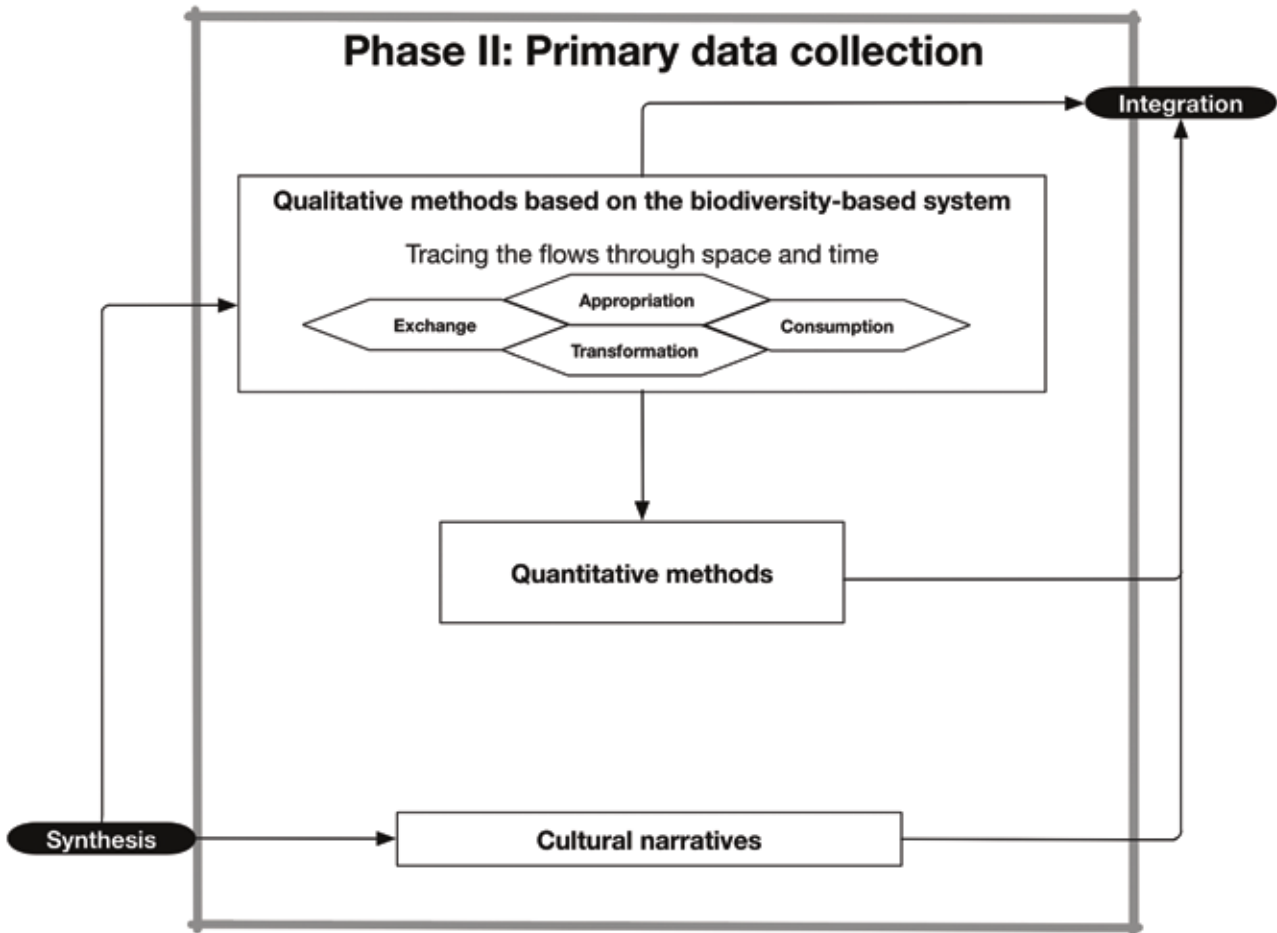 Phase II: Primary data collection
Integration
Qualitative methods based on the biodiversity-based system
Tracing the flows through space and time
Appropriation
Exchange
Consumption
Transformation
Quantitative methods
Synthesis
Cultural narratives